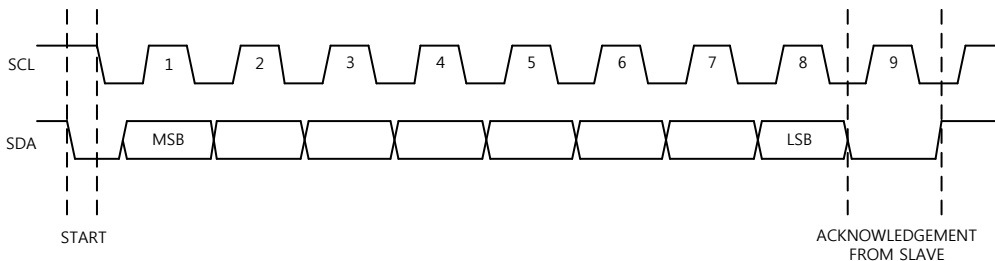 SCL
1 2 3 4 5 6 7 8 9
SDA
MSB
LSB
START
ACKNOWLEDGEMENT
FROM SLAVE